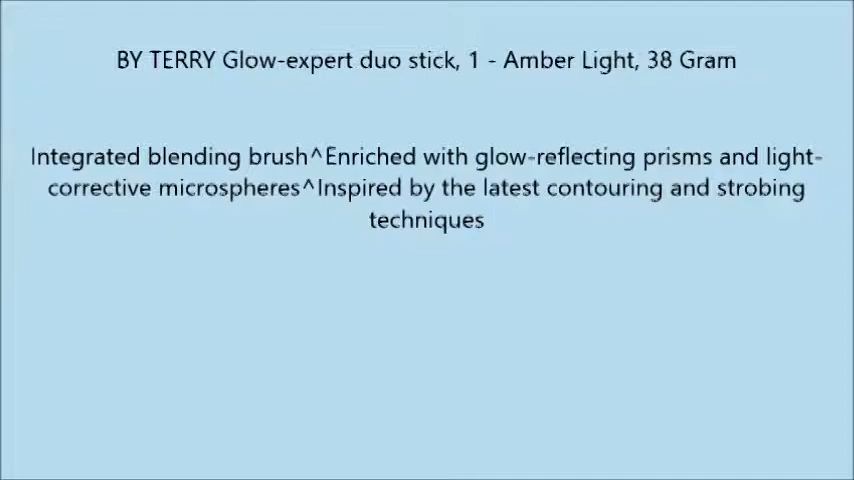 BY TERRY Glow-expert duo stick, 1 - Amber Light, 38 Gram
Integrated blending brush^Enriched with glow-reflecting prisms and light-
corrective microspheres^Inspired by the latest contouring and strobing
techniques